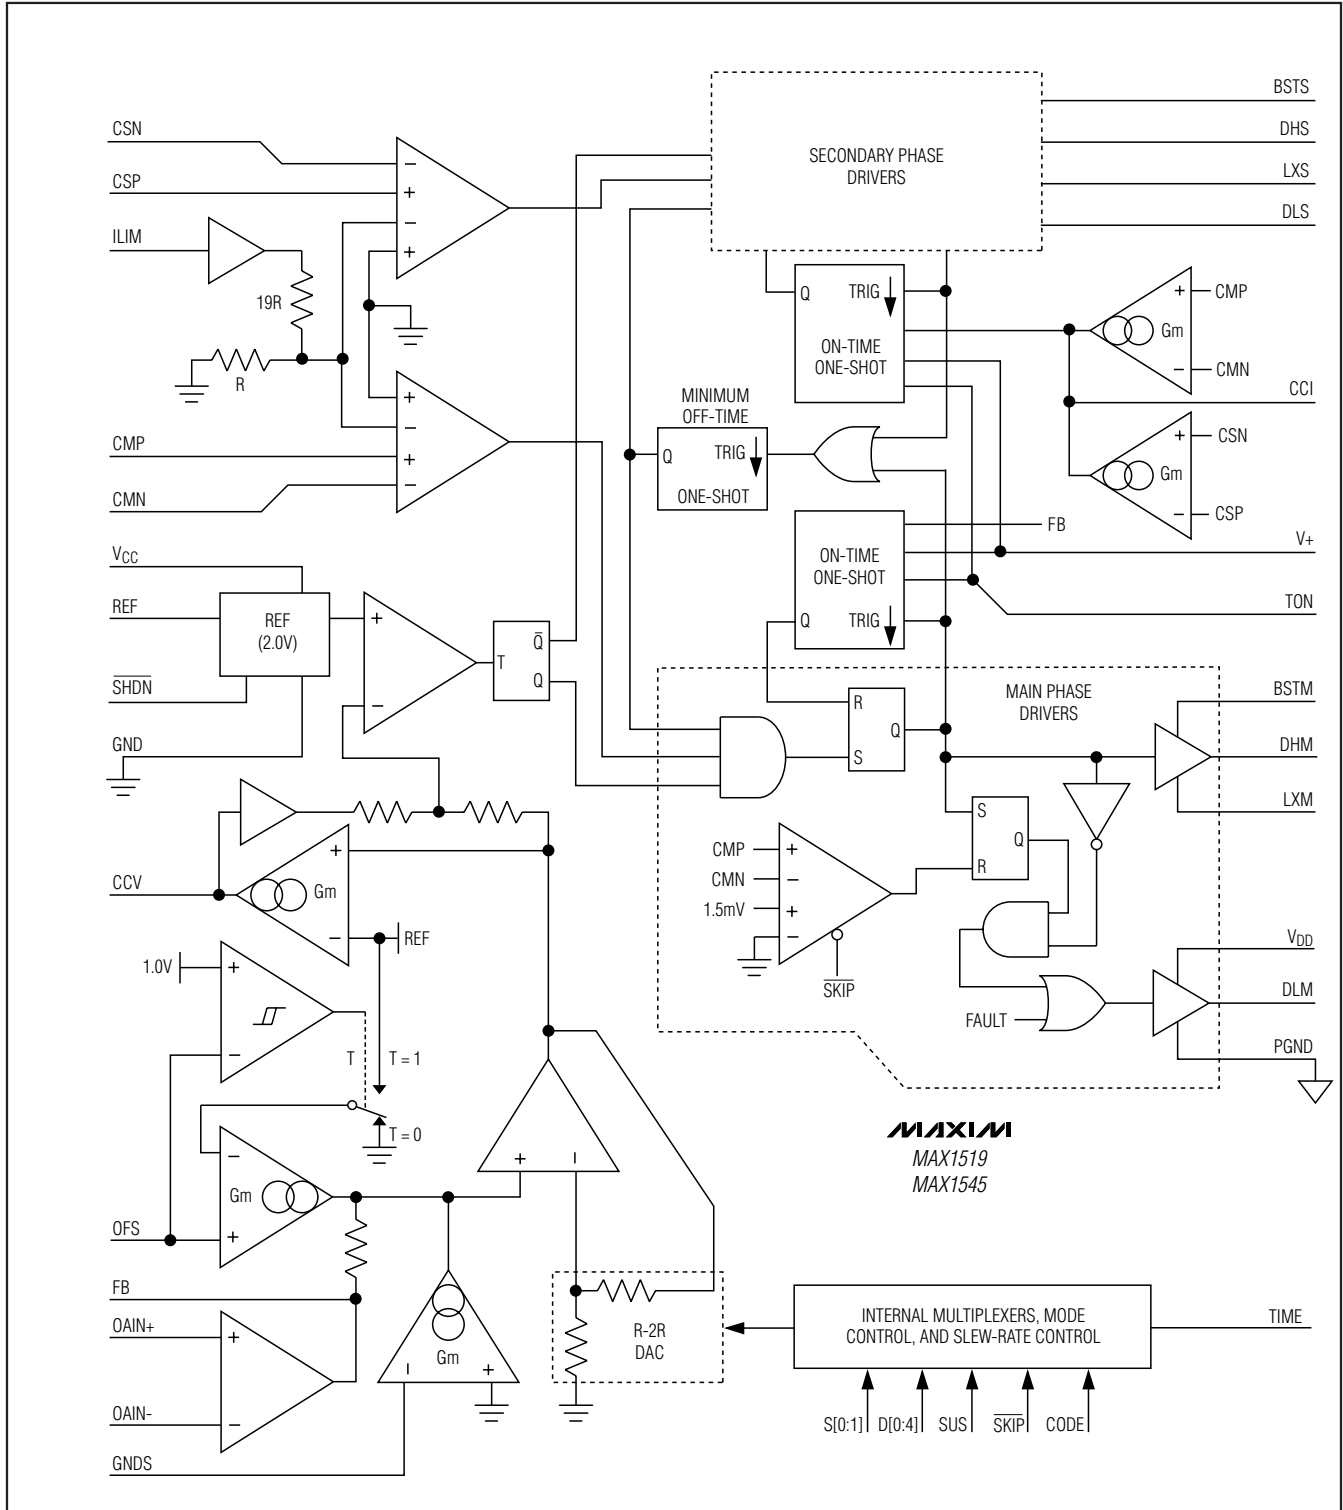 BSTS
CSN
DHS
SECONDARY PHASE
DRIVERS
−
LXS
CSP
+
ILIM
−
DLS
+
19R
Q
TRIG
+
CMP
Gm
ON-TIME
ONE-SHOT
−
CMN
R
MINIMUM
OFF-TIME
CCI
+
−
CMP
+
Q
TRIG
+
CSN
Gm
CMN
−
ONE-SHOT
−
CSP
FB
V+
VCC
ON-TIME
ONE-SHOT
REF
REF
(2.0V)
+
TON
Q
TRIG
T
Q̅
Q
S̅H̅D̅N̅
−
MAIN PHASE
DRIVERS
BSTM
R
Q
GND
S
DHM
LXM
S
Q
R
CMP
+
CMN
−
1.5mV
+
−
S̅K̅I̅P̅
+
CCV
Gm
−
REF
1.0V
+
−
T
T = 1
T = 0
VDD
DLM
FAULT
PGND
−
Gm
+
OFS
+
−
MAXIM
MAX1519
MAX1545
FB
OAIN+
+
OAIN-
−
Gm
−
+
GNDS
R-2R
DAC
INTERNAL MULTIPLEXERS, MODE
CONTROL, AND SLEW-RATE CONTROL
TIME
S[0:1]
D[0:4]
SUS
S̅K̅I̅P̅
CODE